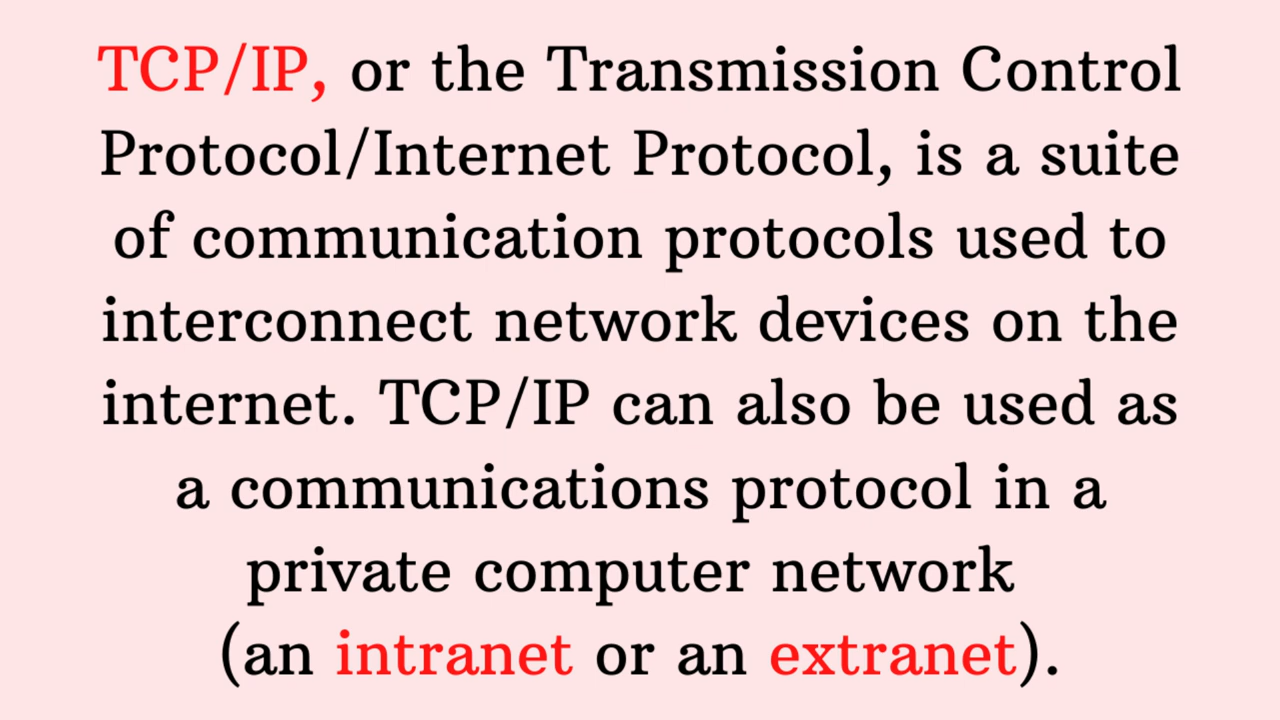 TCP/IP, or the Transmission Control
Protocol/Internet Protocol, is a suite
of communication protocols used to
interconnect network devices on the
internet. TCP/IP can also be used as
a communications protocol in a
private computer network
(an intranet or an extranet).